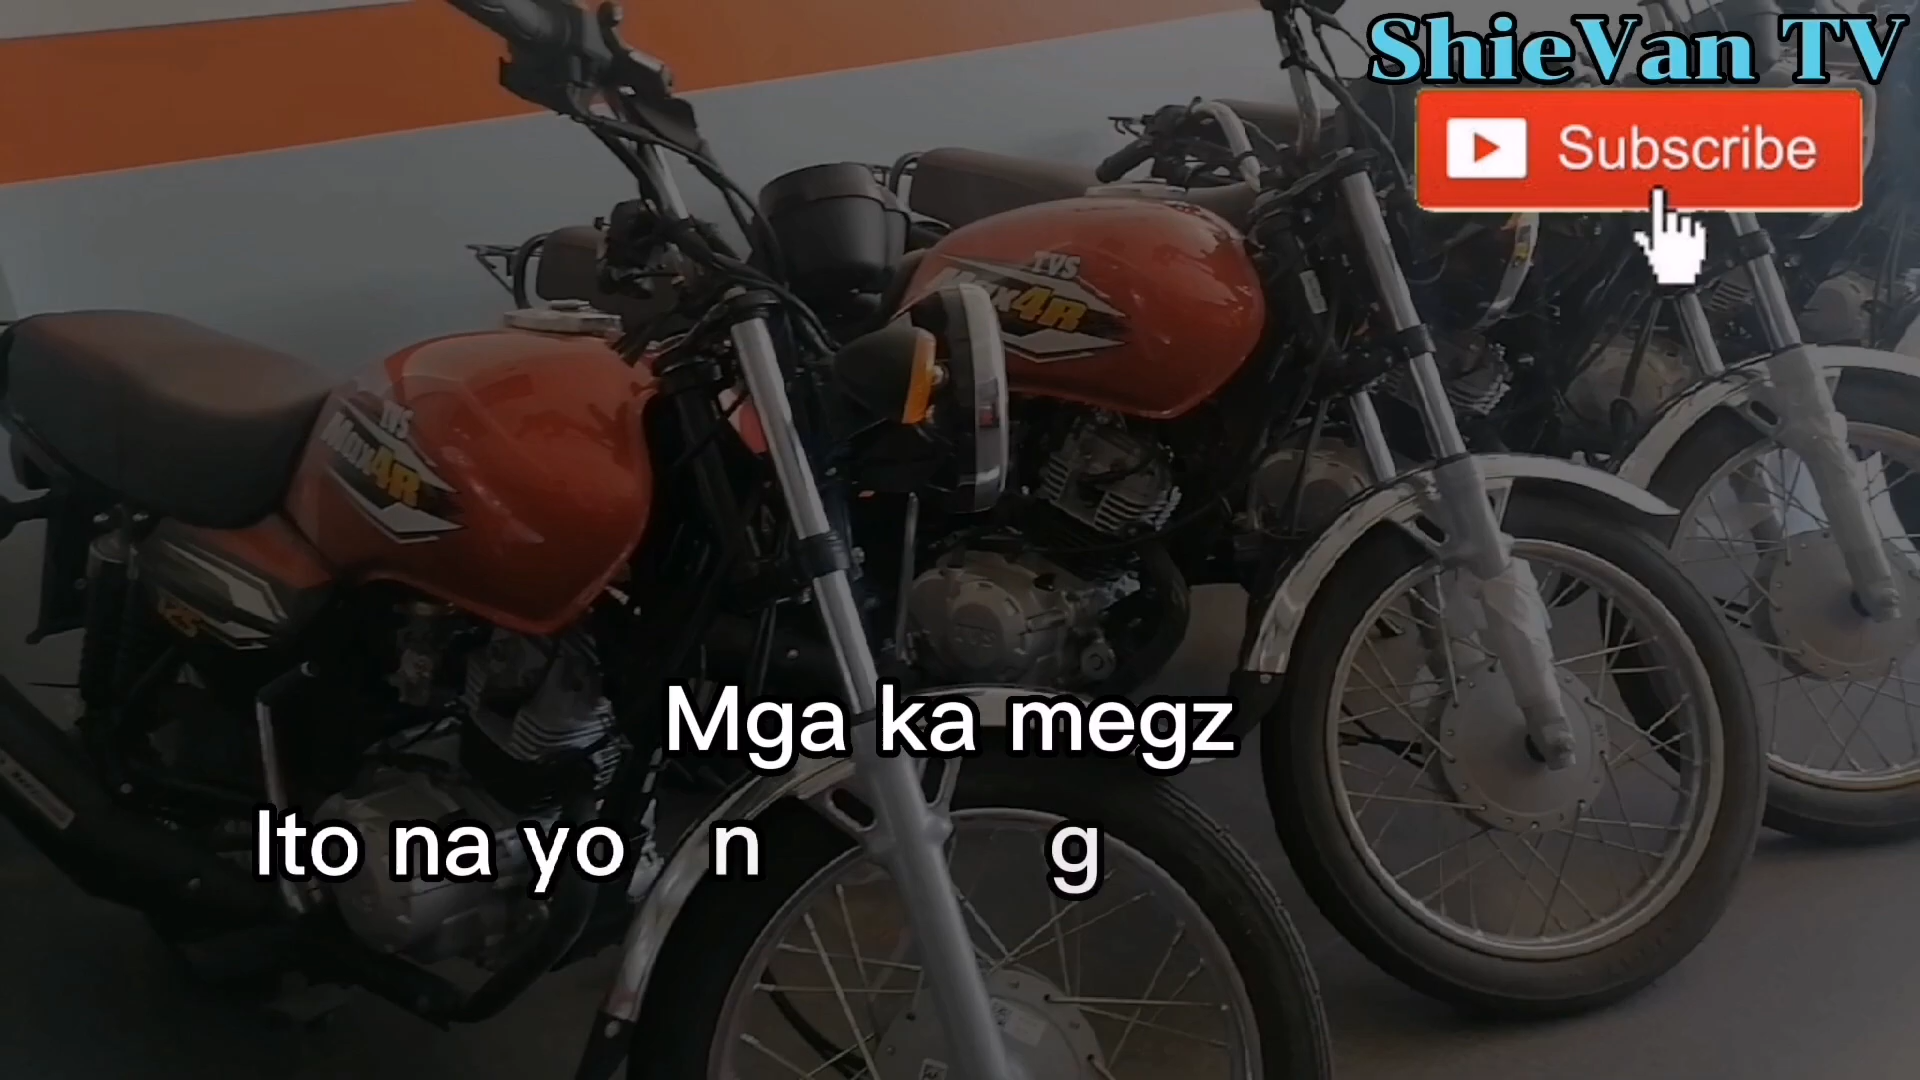 ShieVan TV
Subscribe
TVS
Max4R
TVS
Max4R
Mga ka megz
Ito na yo n g